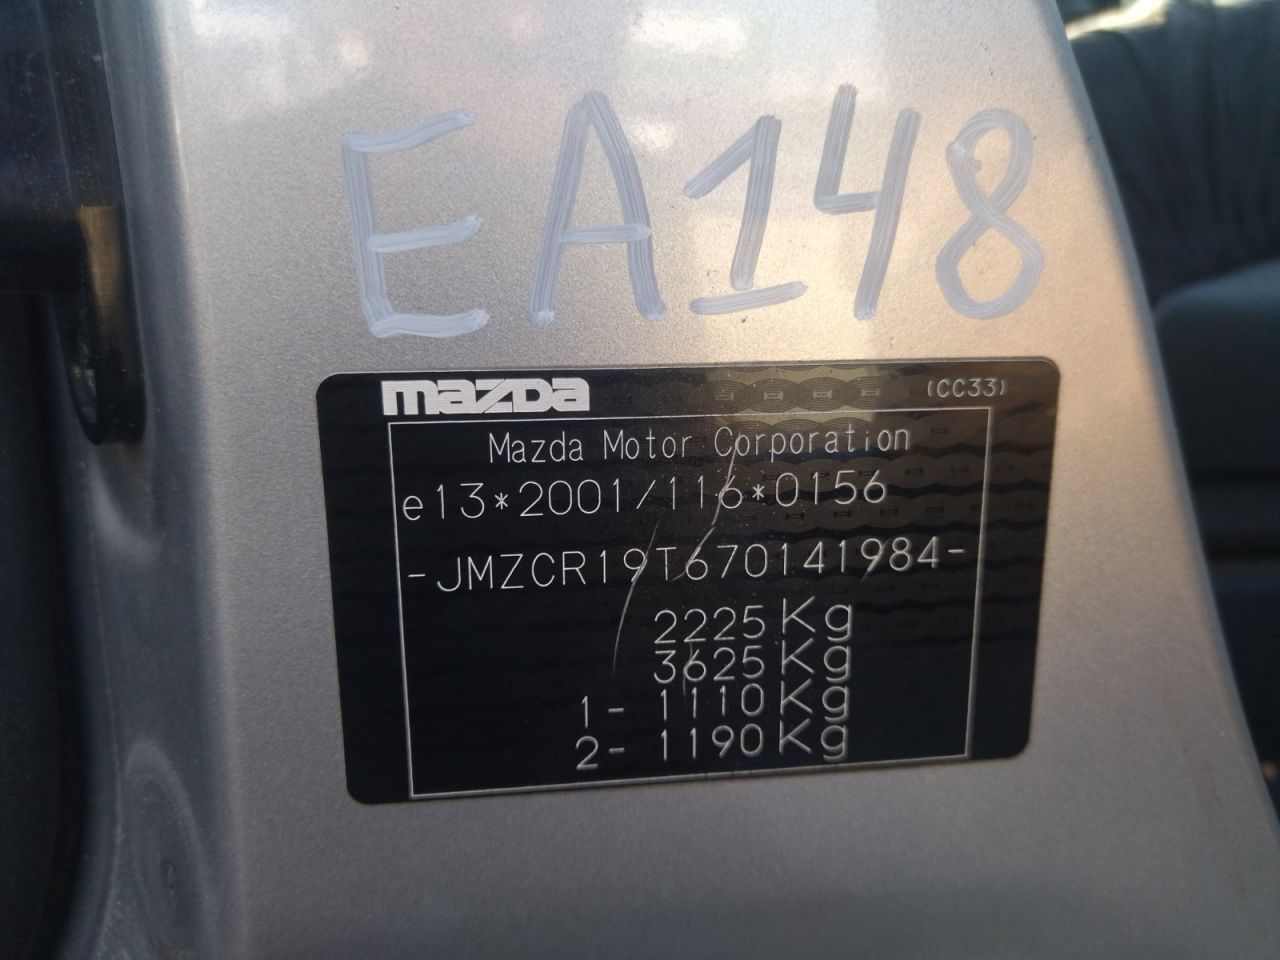 EA148
mazda (CC33)
Mazda Motor Corporation
e13*2001/116*0156
-JMZCR19T670141984-
2225 Kg
3625 Kg
1- 1110 Kg
2- 1190 Kg